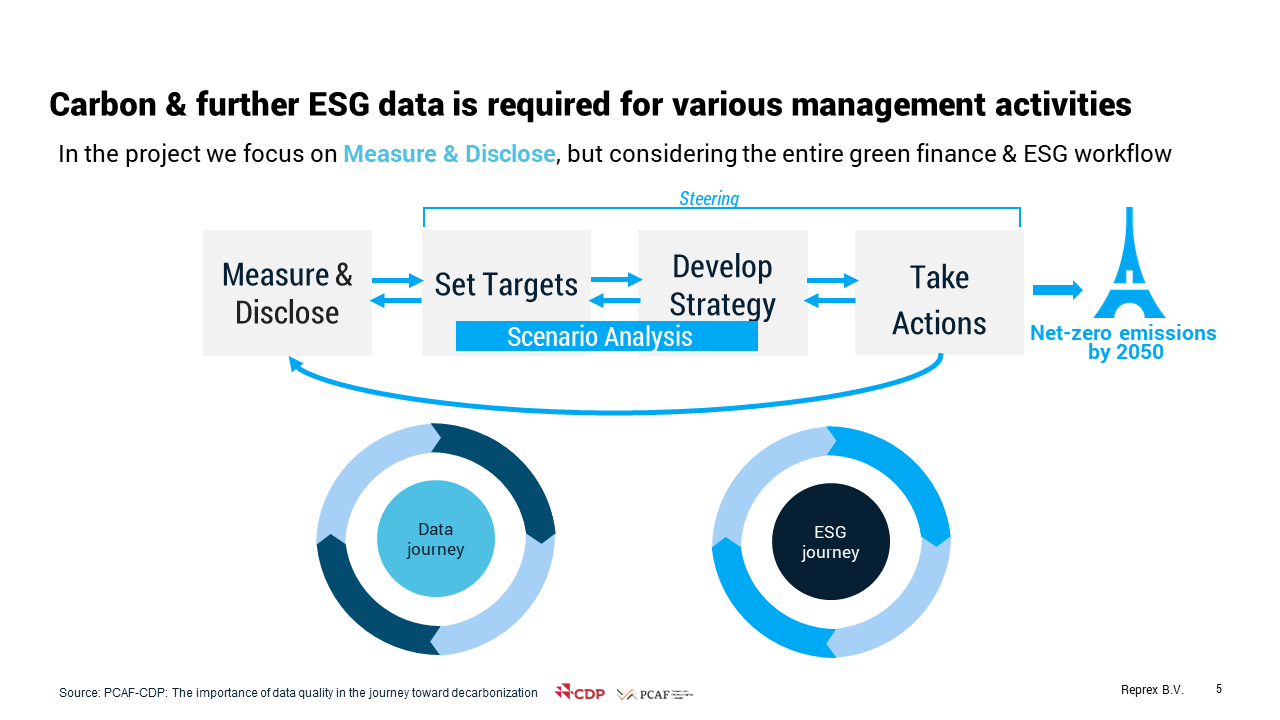 Carbon & further ESG data is required for various management activities
In the project we focus on Measure & Disclose, but considering the entire green finance & ESG workflow
Steering
Measure &
Disclose
Set Targets
Develop
Strategy
Take
Actions
Scenario Analysis
Net-zero emissions
by 2050
Data
journey
ESG
journey
Source: PCAF-CDP: The importance of data quality in the journey toward decarbonization
CDP
PCAF
Reprex B.V.
5